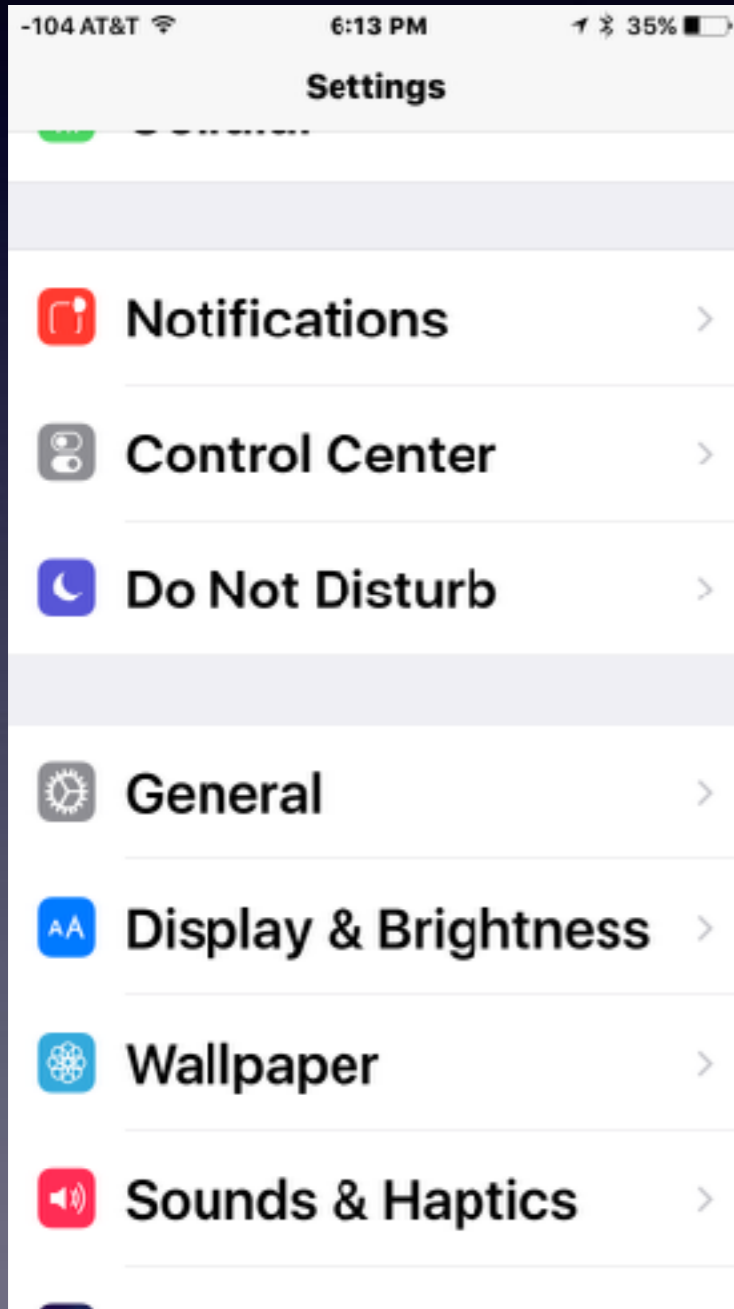 -104 AT&T 6:13 PM 35%
Settings
Notifications
Control Center
Do Not Disturb
General
AA Display & Brightness
Wallpaper
Sounds & Haptics